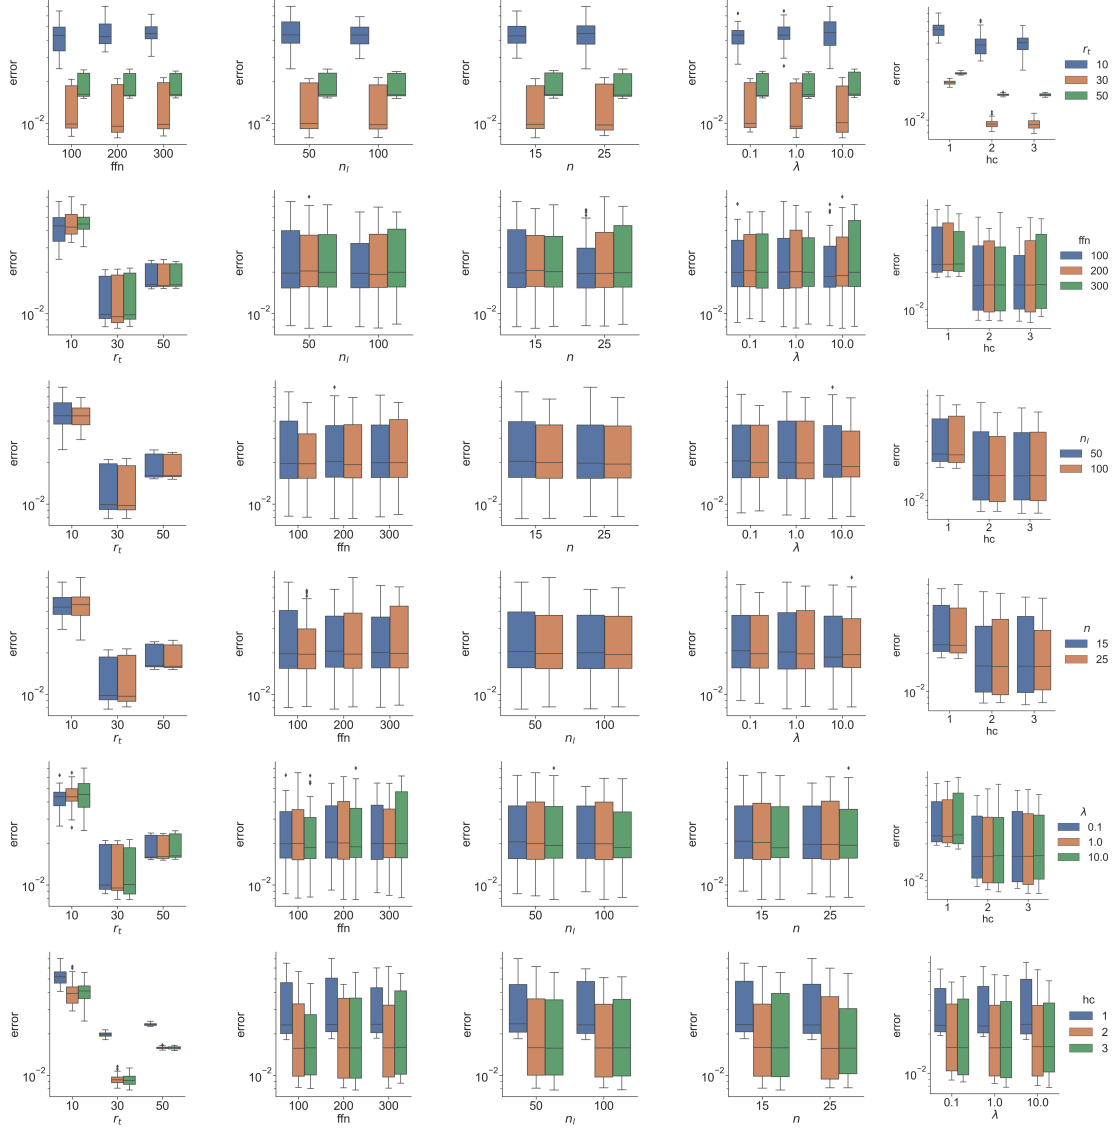 error 10⁻² 100 200 300 ffn
error 10⁻² 50 100 n_l
error 10⁻² 15 25 n
error 10⁻² 0.1 1.0 10.0 λ
error 10⁻² 1 2 3 hc
r_t
10
30
50
error 10⁻² 10 30 50 r_t
error 10⁻² 50 100 n_l
error 10⁻² 15 25 n
error 10⁻² 0.1 1.0 10.0 λ
error 10⁻² 1 2 3 hc
ffn
100
200
300
error 10⁻² 10 30 50 r_t
error 10⁻² 100 200 300 ffn
error 10⁻² 15 25 n
error 10⁻² 0.1 1.0 10.0 λ
error 10⁻² 1 2 3 hc
n_l
50
100
error 10⁻² 10 30 50 r_t
error 10⁻² 100 200 300 ffn
error 10⁻² 50 100 n_l
error 10⁻² 0.1 1.0 10.0 λ
error 10⁻² 1 2 3 hc
n
15
25
error 10⁻² 10 30 50 r_t
error 10⁻² 100 200 300 ffn
error 10⁻² 50 100 n_l
error 10⁻² 15 25 n
error 10⁻² 1 2 3 hc
λ
0.1
1.0
10.0
error 10⁻² 10 30 50 r_t
error 10⁻² 100 200 300 ffn
error 10⁻² 50 100 n_l
error 10⁻² 15 25 n
error 10⁻² 0.1 1.0 10.0 λ
hc
1
2
3